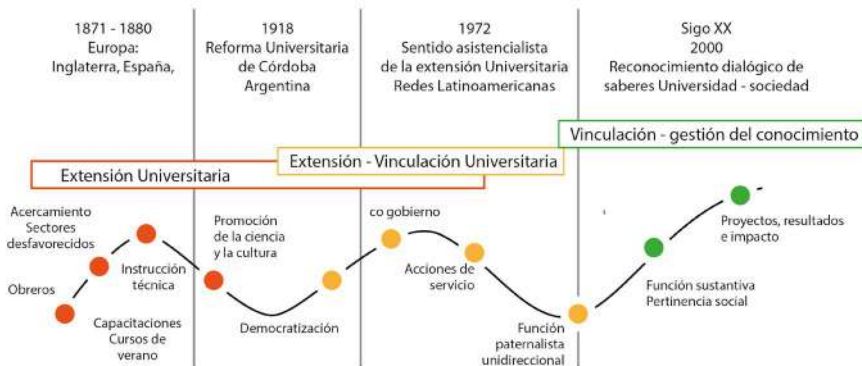 1871 - 1880
Europa:
Inglaterra, España,
1918
Reforma Universitaria
de Córdoba
Argentina
1972
Sentido asistencialista
de la extensión Universitaria
Redes Latinoamericanas
Sigo XX
2000
Reconocimiento dialógico de
saberes Universidad - sociedad
Extensión Universitaria
Extensión - Vinculación Universitaria
Vinculación - gestión del conocimiento
Acercamiento
Sectores
desfavorecidos
Obreros
Instrucción
técnica
Capacitaciones
Cursos de
verano
Promoción
de la ciencia
y la cultura
Democratización
co gobierno
Acciones de
servicio
Función
paternalista
unidireccional
Proyectos, resultados
e impacto
Función sustantiva
Pertinencia social